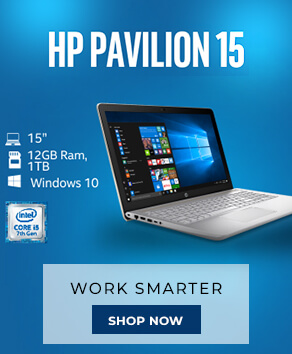 HP PAVILION 15
15”
12GB Ram,
1TB
Windows 10
intel
CORE i5
7th Gen
WORK SMARTER
SHOP NOW